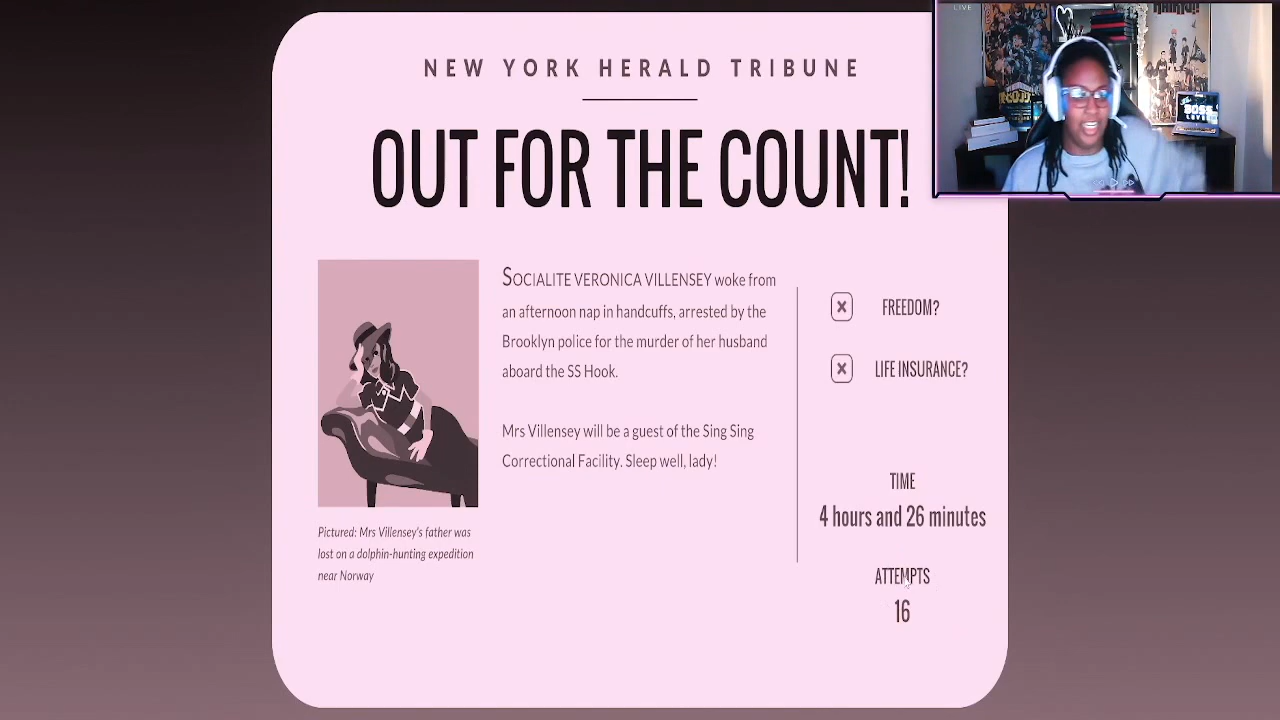 LIVE
NEW YORK HERALD TRIBUNE
OUT FOR THE COUNT!
SOCIALITE VERONICA VILLENSEY woke from
an afternoon nap in handcuffs, arrested by the
Brooklyn police for the murder of her husband
aboard the SS Hook.
Mrs Villensey will be a guest of the Sing Sing
Correctional Facility. Sleep well, lady!
Pictured: Mrs Villensey's father was
lost on a dolphin-hunting expedition
near Norway
FREEDOM?
LIFE INSURANCE?
TIME
4 hours and 26 minutes
ATTEMPTS
16